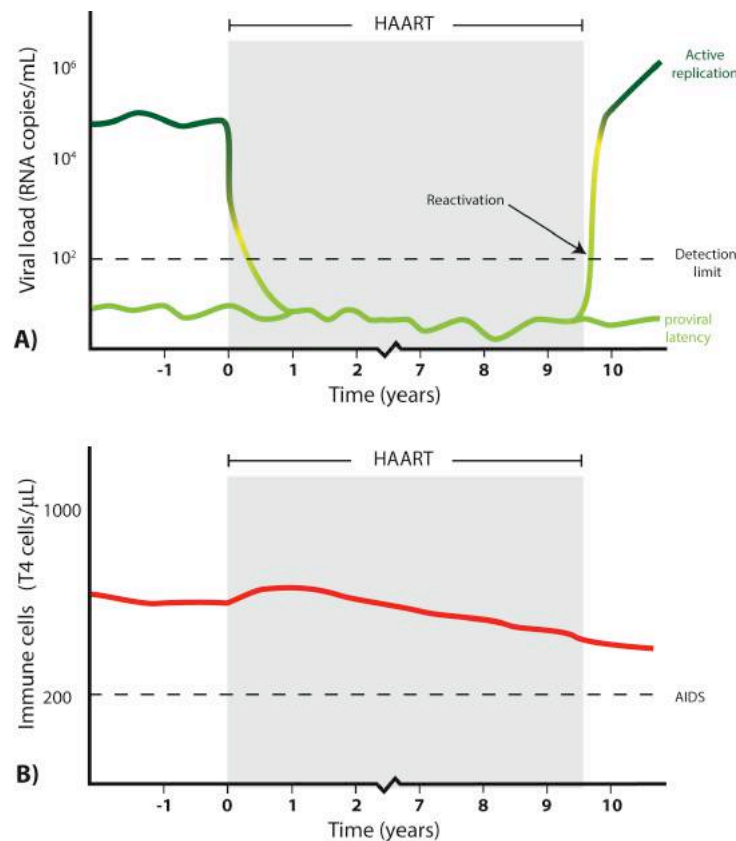 HAART
Viral load (RNA copies/mL)
10⁶
10⁴
10²
Active
replication
Reactivation
Detection
limit
proviral
latency
A)
-1 0 1 2 7 8 9 10
Time (years)
HAART
Immune cells (T4 cells/μL)
1000
200
AIDS
B)
-1 0 1 2 7 8 9 10
Time (years)